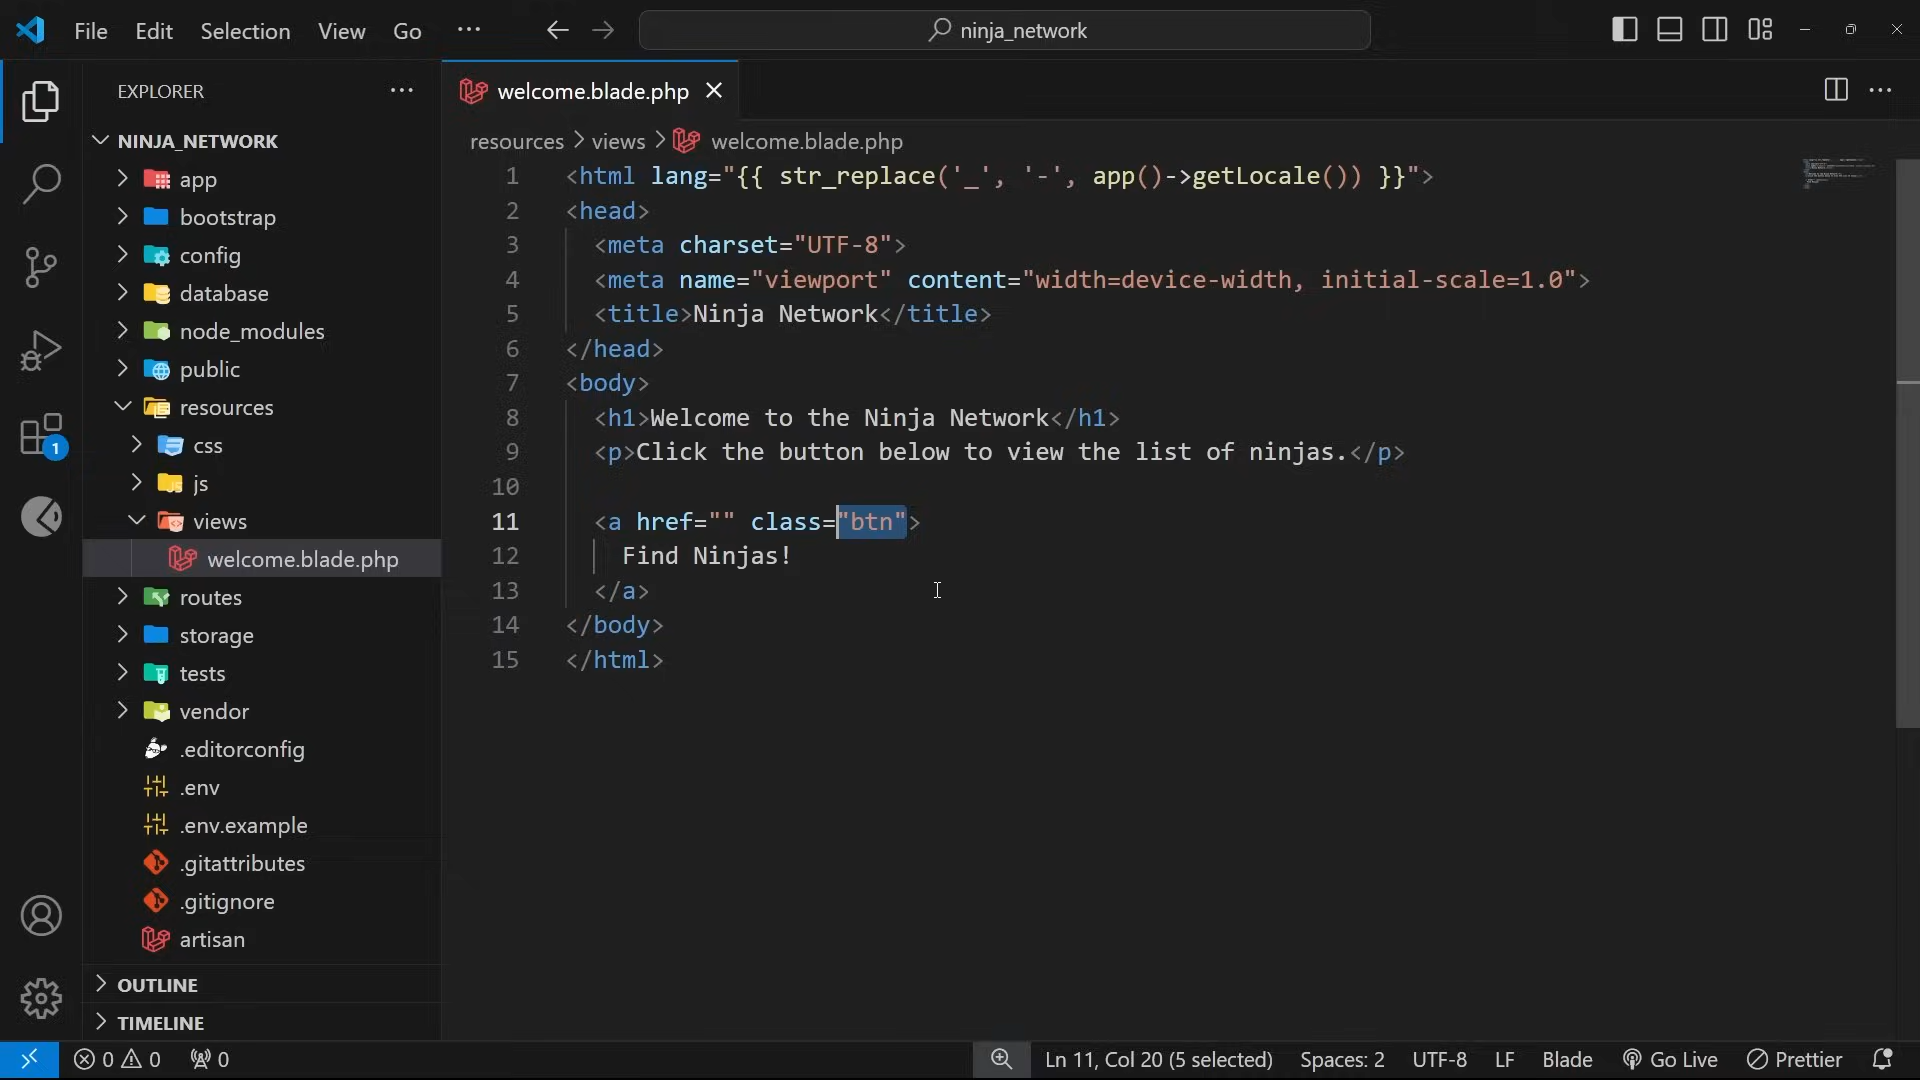 File Edit Selection View Go ··· ninja_network
EXPLORER ···
NINJA_NETWORK
app
bootstrap
config
database
node_modules
public
resources
css
js
views
welcome.blade.php
routes
storage
tests
vendor
.editorconfig
.env
.env.example
.gitattributes
.gitignore
artisan
OUTLINE
TIMELINE
1
welcome.blade.php
resources > views > welcome.blade.php
1 <html lang="{{ str_replace('_', '-', app()->getLocale()) }}">
2 <head>
3 <meta charset="UTF-8">
4 <meta name="viewport" content="width=device-width, initial-scale=1.0">
5 <title>Ninja Network</title>
6 </head>
7 <body>
8 <h1>Welcome to the Ninja Network</h1>
9 <p>Click the button below to view the list of ninjas.</p>
10
11 <a href="" class="btn">
12 Find Ninjas!
13 </a>
14 </body>
15 </html>
0 0 0 Ln 11, Col 20 (5 selected) Spaces: 2 UTF-8 LF Blade Go Live Prettier